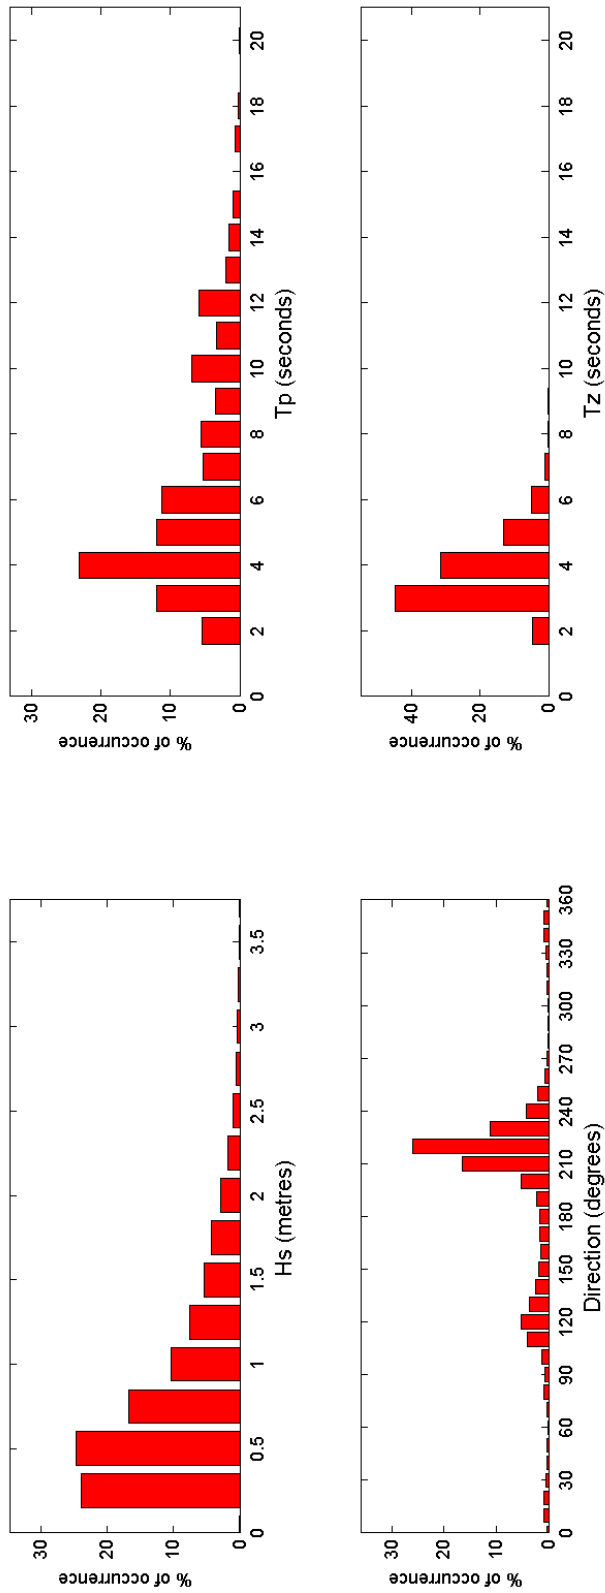 % of occurrence
30
20
10
0
0 0.5 1 1.5 2 2.5 3 3.5
Hs (metres)
% of occurrence
30
20
10
0
0 2 4 6 8 10 12 14 16 18 20
Tp (seconds)
% of occurrence
30
20
10
0
0 30 60 90 120 150 180 210 240 270 300 330 360
Direction (degrees)
% of occurrence
40
20
0
0 2 4 6 8 10 12 14 16 18 20
Tz (seconds)